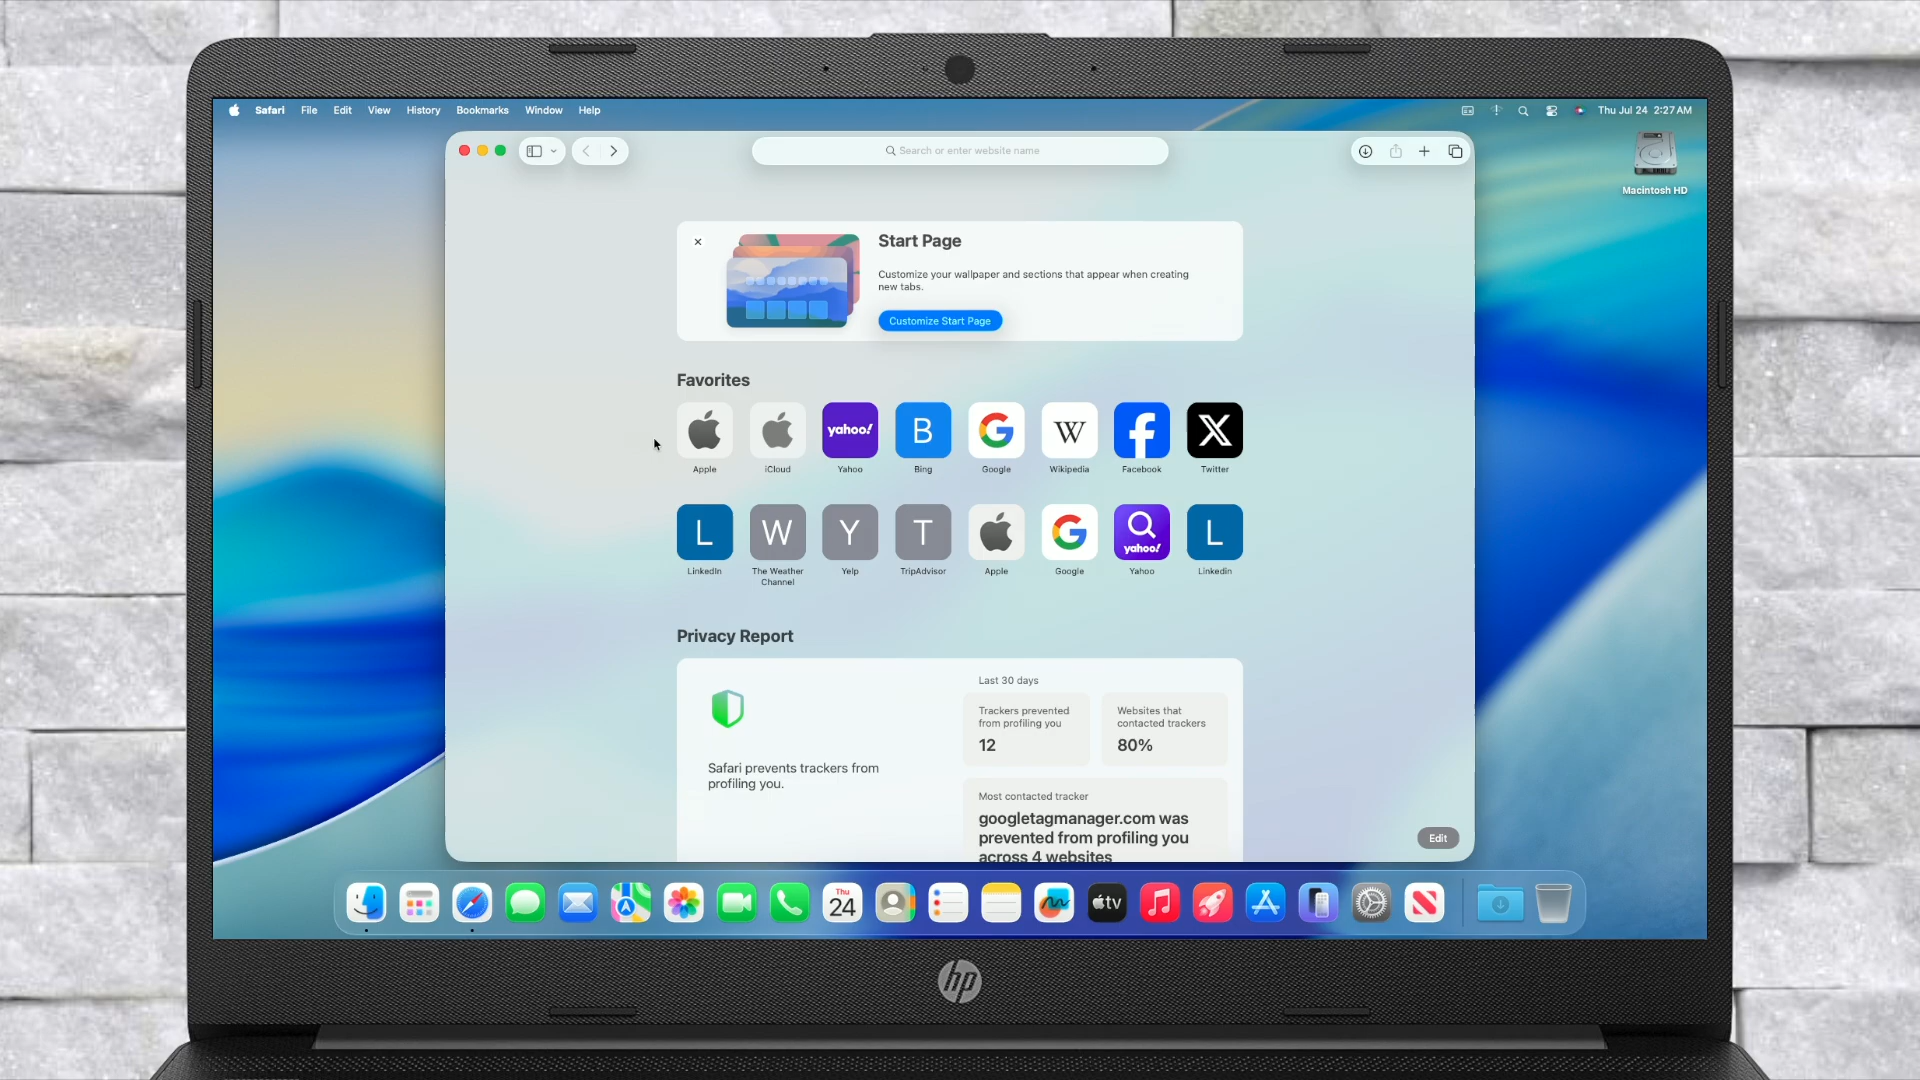 Safari File Edit View History Bookmarks Window Help Thu Jul 24 2:27 AM
Search or enter website name
Macintosh HD
Start Page
Customize your wallpaper and sections that appear when creating
new tabs.
Customize Start Page
Favorites
yahoo! B G W f X
Apple iCloud Yahoo Bing Google Wikipedia Facebook Twitter
L W Y T G yahoo! L
LinkedIn The Weather Channel Yelp TripAdvisor Apple Google Yahoo Linkedin
Privacy Report
Last 30 days
Trackers prevented
from profiling you
12
Websites that
contacted trackers
80%
Safari prevents trackers from
profiling you.
Most contacted tracker
googletagmanager.com was
prevented from profiling you
across 4 websites
Edit
Thu
24
tv
hp